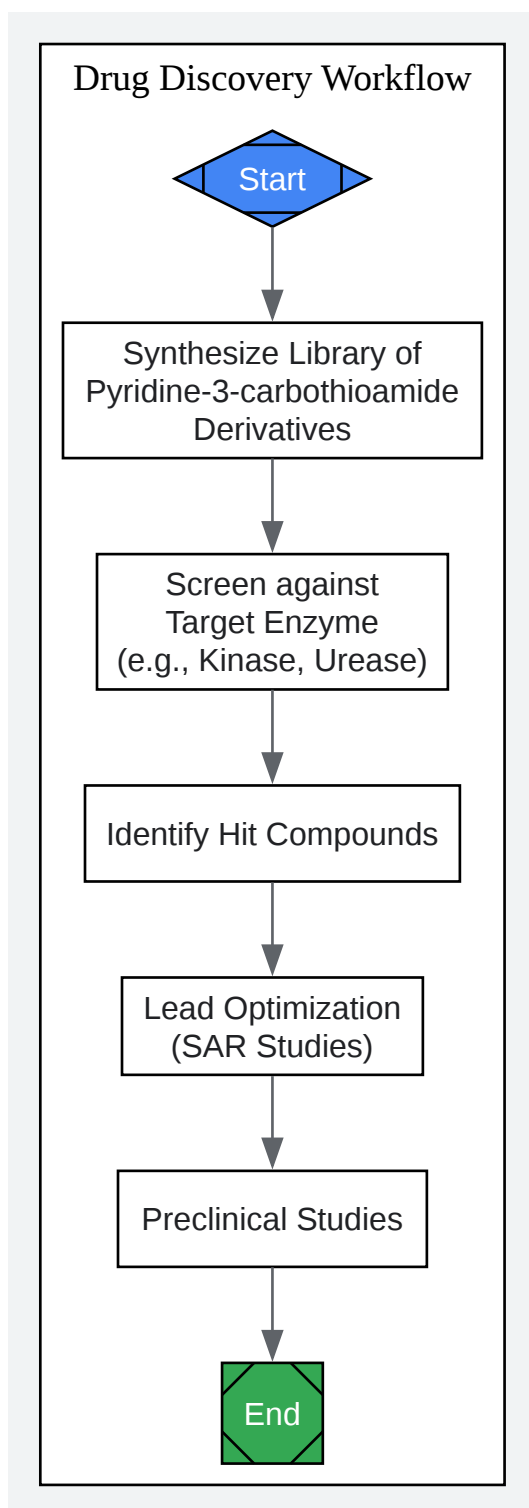 Drug Discovery Workflow
Start
Synthesize Library of
Pyridine-3-carbothioamide
Derivatives
Screen against
Target Enzyme
(e.g., Kinase, Urease)
Identify Hit Compounds
Lead Optimization
(SAR Studies)
Preclinical Studies
End